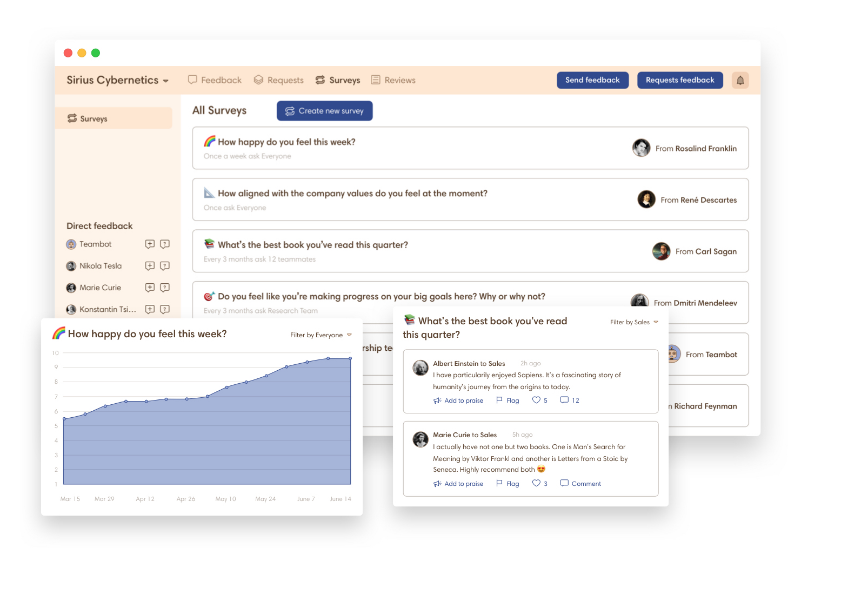 Sirius Cybernetics
Feedback
Requests
Surveys
Reviews
Send feedback
Requests feedback
Surveys
All Surveys
Create new survey
How happy do you feel this week?
Once a week ask Everyone
From Rosalind Franklin
How aligned with the company values do you feel at the moment?
Once ask Everyone
From René Descartes
What's the best book you've read this quarter?
Every 3 months ask 12 teammates
From Carl Sagan
Do you feel like you're making progress on your big goals here? Why or why not?
Every 3 months ask Research Team
From Dmitri Mendeleev
From Teambot
Richard Feynman
Direct feedback
Teambot
Nikola Tesla
Marie Curie
Konstantin Tsi...
How happy do you feel this week?
Filter by Everyone
10
9
8
7
6
5
4
3
2
1
Mar 15
Mar 29
Apr 12
Apr 26
May 10
May 24
June 7
June 14
What's the best book you've read
this quarter?
Filter by Sales
Albert Einstein to Sales
2h ago
I have particularily enjoyed Sapiens. It's a fascinating story of
humanity's journey from the origins to today.
Add to praise
Flag
5
12
Marie Curie to Sales
5h ago
I actually have not one but two books. One is Man's Search for
Meaning by Viktor Frankl and another is Letters from a Stoic by
Seneca. Highly recommend both 😍
Add to praise
Flag
3
Comment